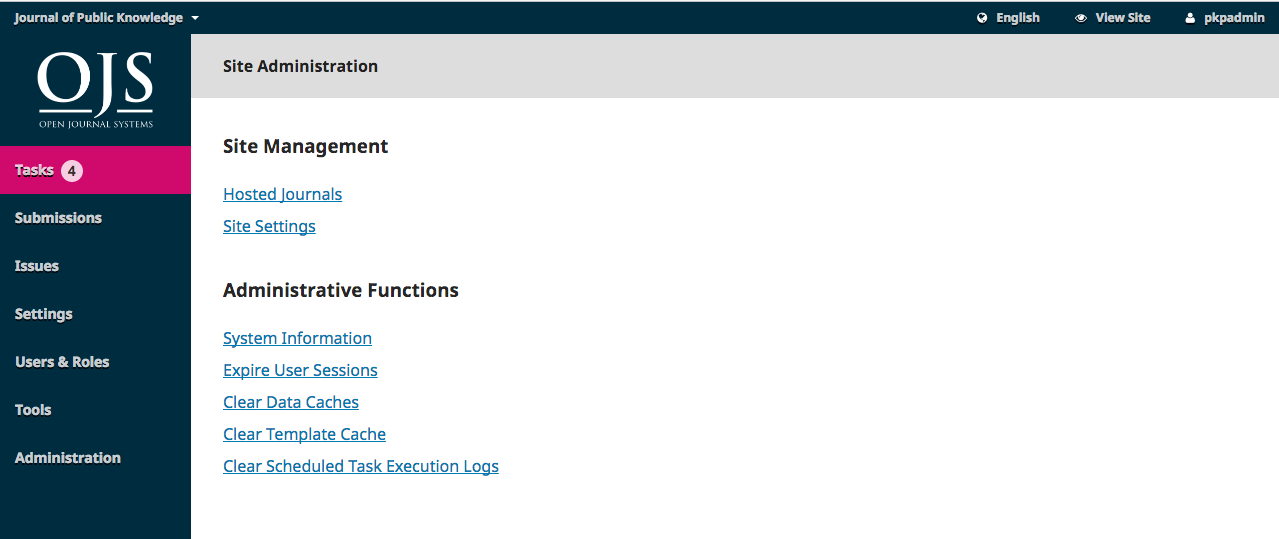 Journal of Public Knowledge
English
View Site
pkpadmin
OJS
OPEN JOURNAL SYSTEMS
Tasks 4
Submissions
Issues
Settings
Users & Roles
Tools
Administration
Site Administration
Site Management
Hosted Journals
Site Settings
Administrative Functions
System Information
Expire User Sessions
Clear Data Caches
Clear Template Cache
Clear Scheduled Task Execution Logs